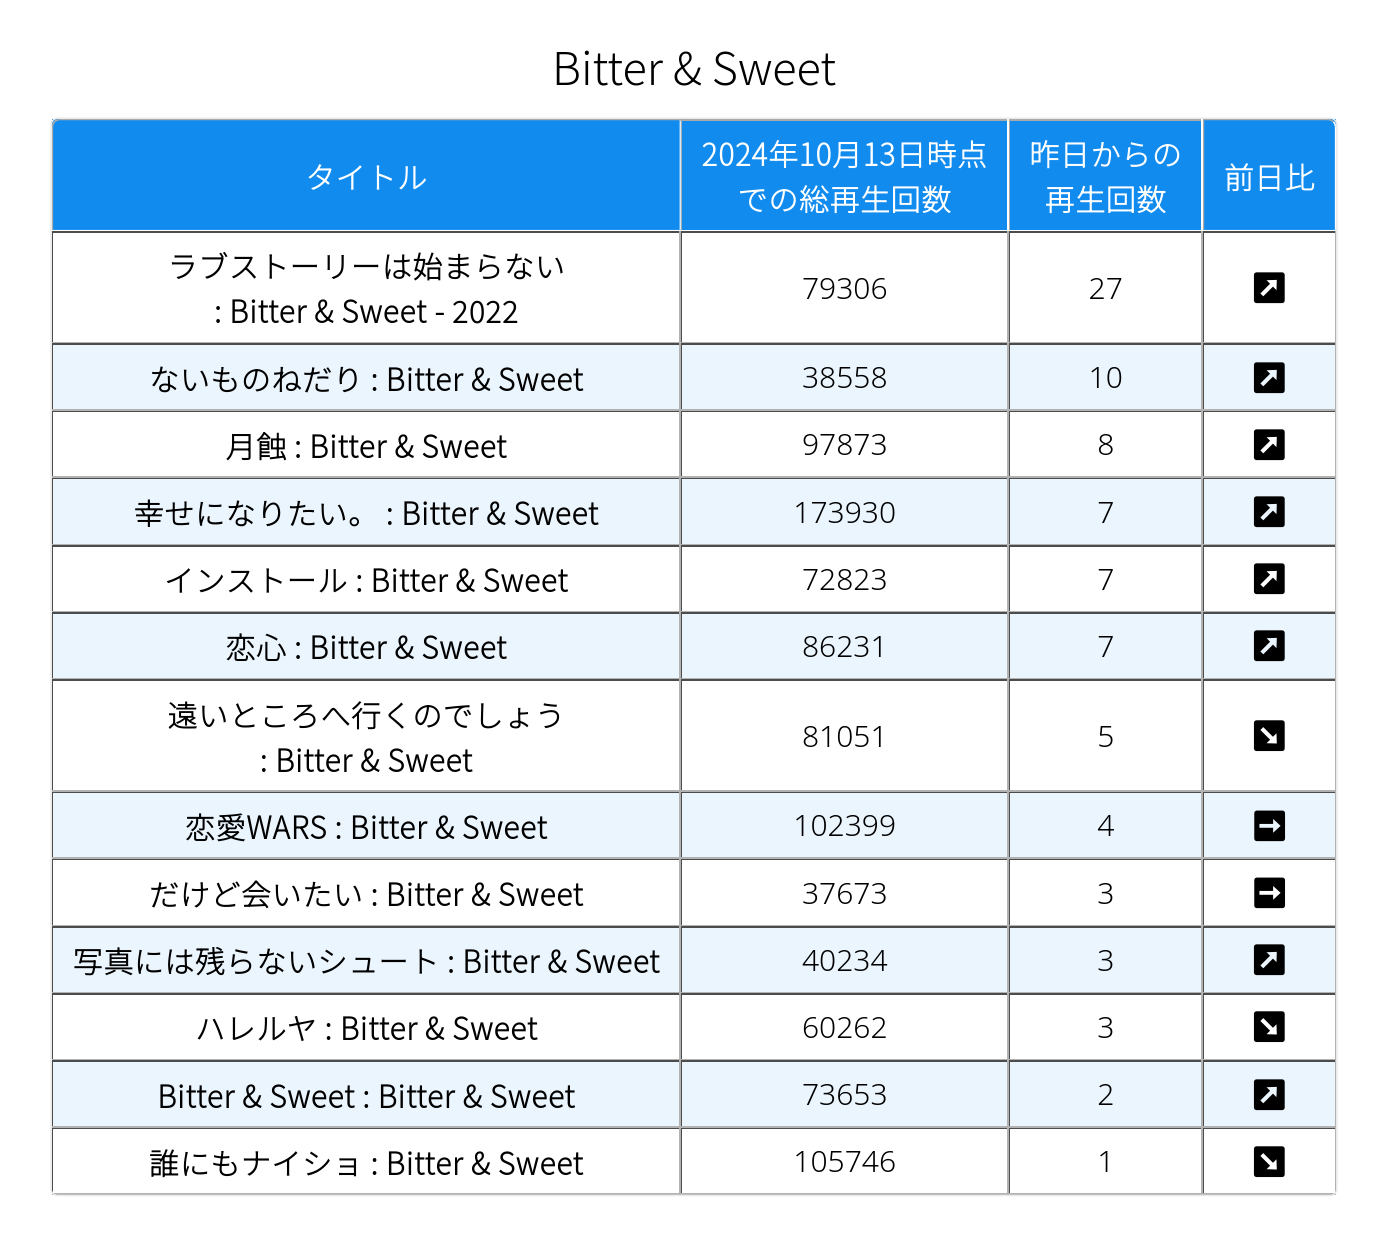 Bitter & Sweet
タイトル
2024年10月13日時点
での総再生回数
昨日からの
再生回数
前日比
ラブストーリーは始まらない
: Bitter & Sweet - 2022
79306
27
ないものねだり : Bitter & Sweet
38558
10
月蝕 : Bitter & Sweet
97873
8
幸せになりたい。 : Bitter & Sweet
173930
7
インストール : Bitter & Sweet
72823
7
恋心 : Bitter & Sweet
86231
7
遠いところへ行くのでしょう
: Bitter & Sweet
81051
5
恋愛WARS : Bitter & Sweet
102399
4
だけど会いたい : Bitter & Sweet
37673
3
写真には残らないシュート : Bitter & Sweet
40234
3
ハレルヤ : Bitter & Sweet
60262
3
Bitter & Sweet : Bitter & Sweet
73653
2
誰にもナイショ : Bitter & Sweet
105746
1